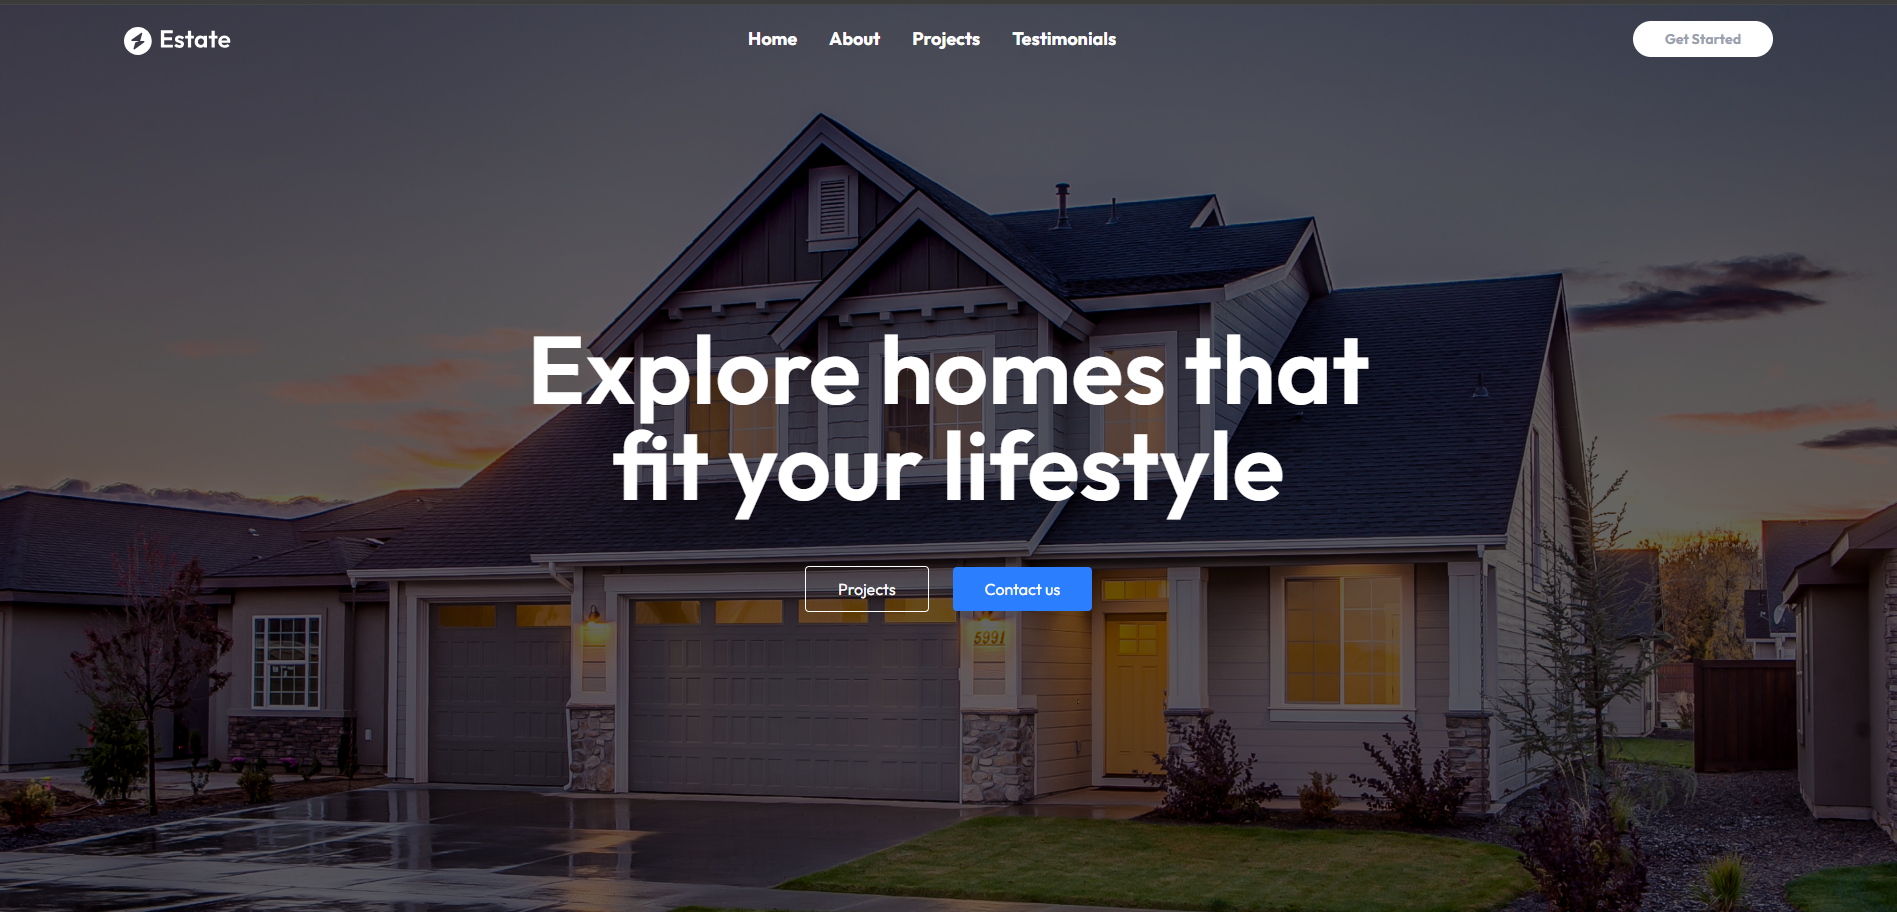 Estate
Home About Projects Testimonials
Get Started
Explore homes that
fit your lifestyle
Projects Contact us
5991